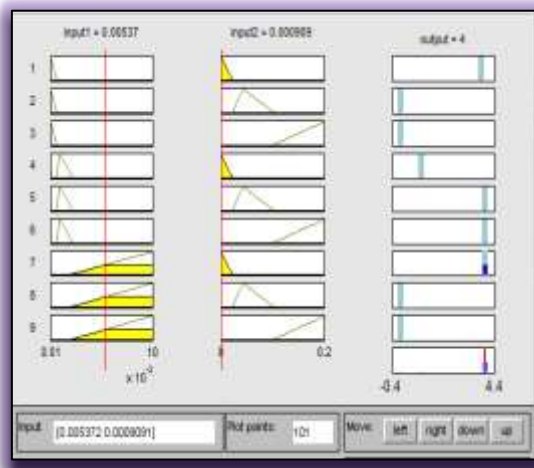 input1 = 0.00537
input2 = 0.000909
output = 4
1
2
3
4
5
6
7
8
9
0.01 10
x 10-3
0 0.2
-0.4 4.4
Input: [0.005372 0.0009091]
Plot points: 101
Move: left right down up